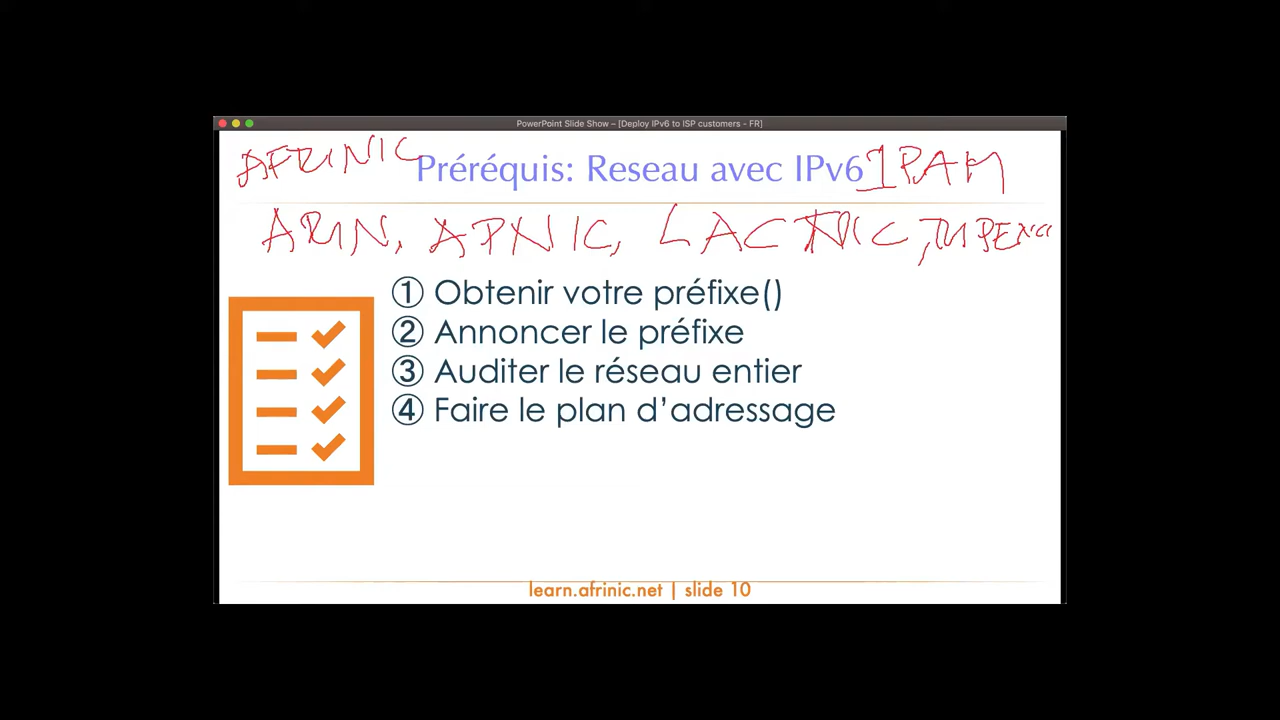 PowerPoint Slide Show – [Deploy IPv6 to ISP customers - FR]
AFRINIC Préréquis: Reseau avec IPv6 IPAM
ARIN, APNIC, LACNIC, RIPENCC
① Obtenir votre préfixe()
② Annoncer le préfixe
③ Auditer le réseau entier
④ Faire le plan d’adressage
learn.afrinic.net | slide 10